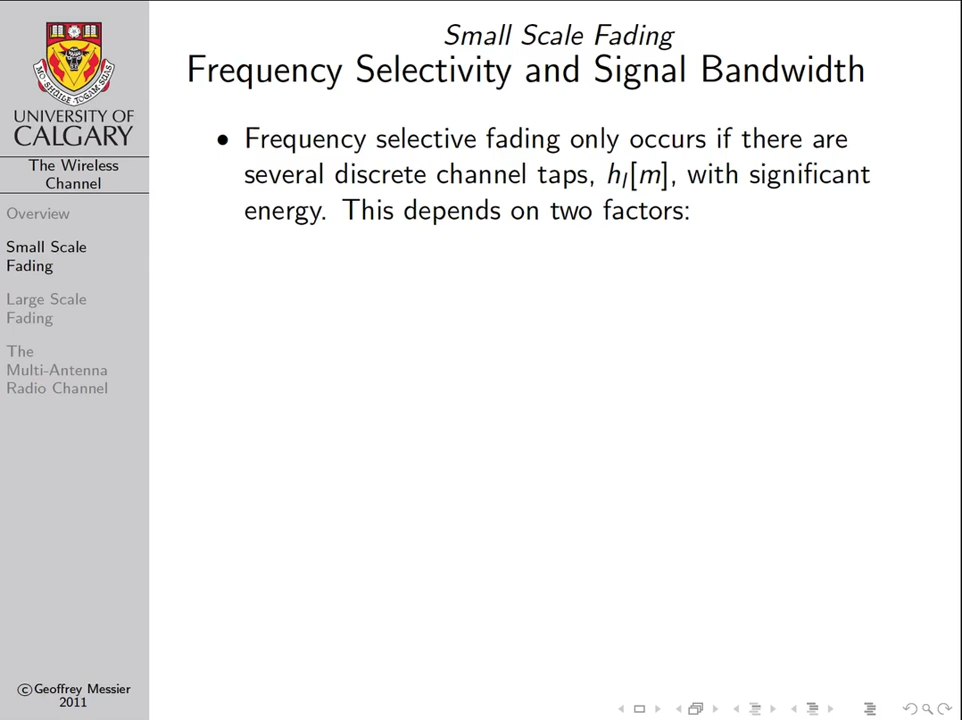 Small Scale Fading
Frequency Selectivity and Signal Bandwidth
UNIVERSITY OF
CALGARY
The Wireless
Channel
Overview
Small Scale
Fading
Large Scale
Fading
The
Multi-Antenna
Radio Channel
• Frequency selective fading only occurs if there are
several discrete channel taps, hₗ[m], with significant
energy. This depends on two factors:
©Geoffrey Messier
2011